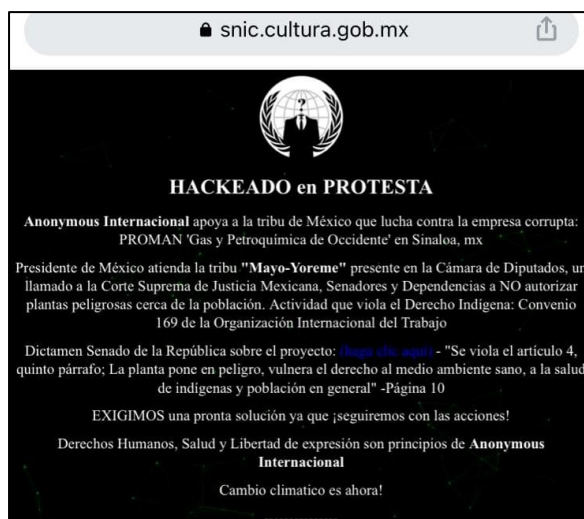 snic.cultura.gob.mx
?
HACKEADO en PROTESTA
Anonymous Internacional apoya a la tribu de México que lucha contra la empresa corrupta:
PROMAN 'Gas y Petroquímica de Occidente' en Sinaloa, mx
Presidente de México atienda la tribu "Mayo-Yoreme" presente en la Cámara de Diputados, un
llamado a la Corte Suprema de Justicia Mexicana, Senadores y Dependencias a NO autorizar
plantas peligrosas cerca de la población. Actividad que viola el Derecho Indígena: Convenio
169 de la Organización Internacional del Trabajo
Dictamen Senado de la República sobre el proyecto: (haga clic aquí) - "Se viola el artículo 4,
quinto párrafo; La planta pone en peligro, vulnera el derecho al medio ambiente sano, a la salud
de indígenas y población en general" -Página 10
EXIGIMOS una pronta solución ya que ¡seguiremos con las acciones!
Derechos Humanos, Salud y Libertad de expresión son principios de Anonymous
Internacional
Cambio climatico es ahora!